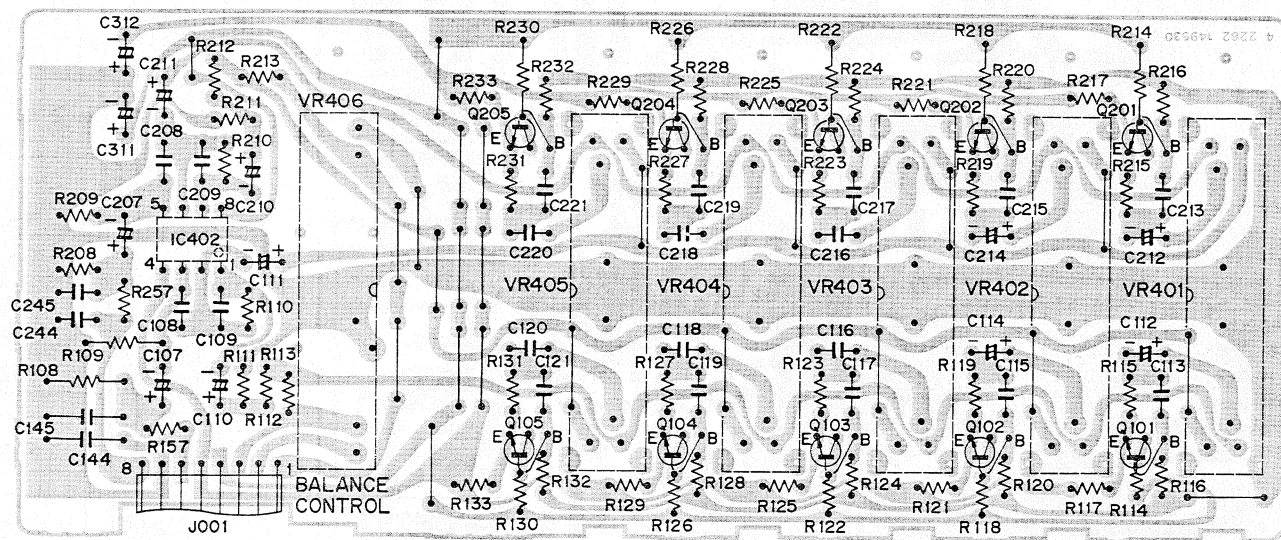 C312
R212
C211
R213
VR406
R211
C208
R210
C311
C209
C210
R209
C207
5
8
IC402
R208
4
1
C111
C245
R257
R110
C244
C108
C109
R109
C107
R111
R113
R108
C110
R112
C145
R157
C144
8
1
J001
BALANCE
CONTROL
R230
R226
R222
R218
R214
4 2262 149530
R233
R232
R229
R228
R225
R224
R221
R220
R217
R216
Q205
Q204
Q203
Q202
Q201
E
B
E
B
E
B
E
B
E
B
R231
R227
R223
R219
R215
C221
C219
C217
C215
C213
C220
C218
C216
C214
C212
VR405
VR404
VR403
VR402
VR401
C120
C118
C116
C114
C112
R131
C121
R127
C119
R123
C117
R119
C115
R115
C113
Q105
Q104
Q103
Q102
Q101
E
B
E
B
E
B
E
B
E
B
R133
R132
R129
R128
R125
R124
R121
R120
R117
R116
R130
R126
R122
R118
R114